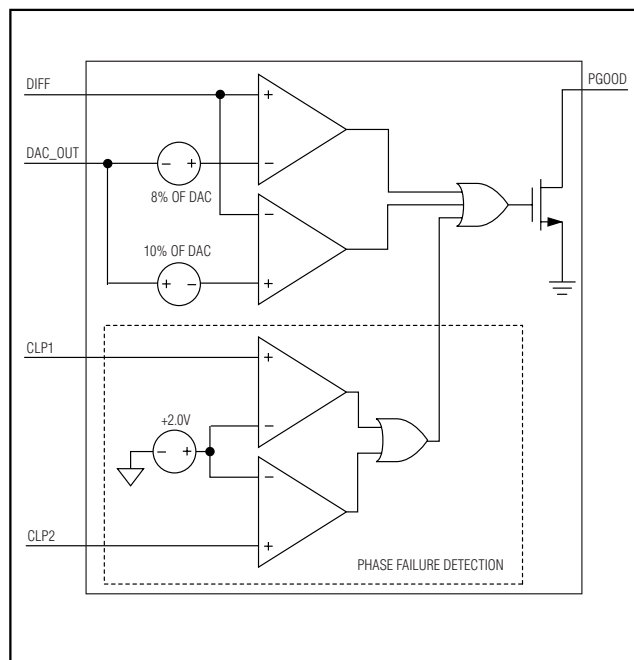 DIFF
PGOOD
DAC_OUT
- +
8% OF DAC
+
-
10% OF DAC
+ -
-
+
CLP1
+
+2.0V
- +
-
-
CLP2
+
PHASE FAILURE DETECTION